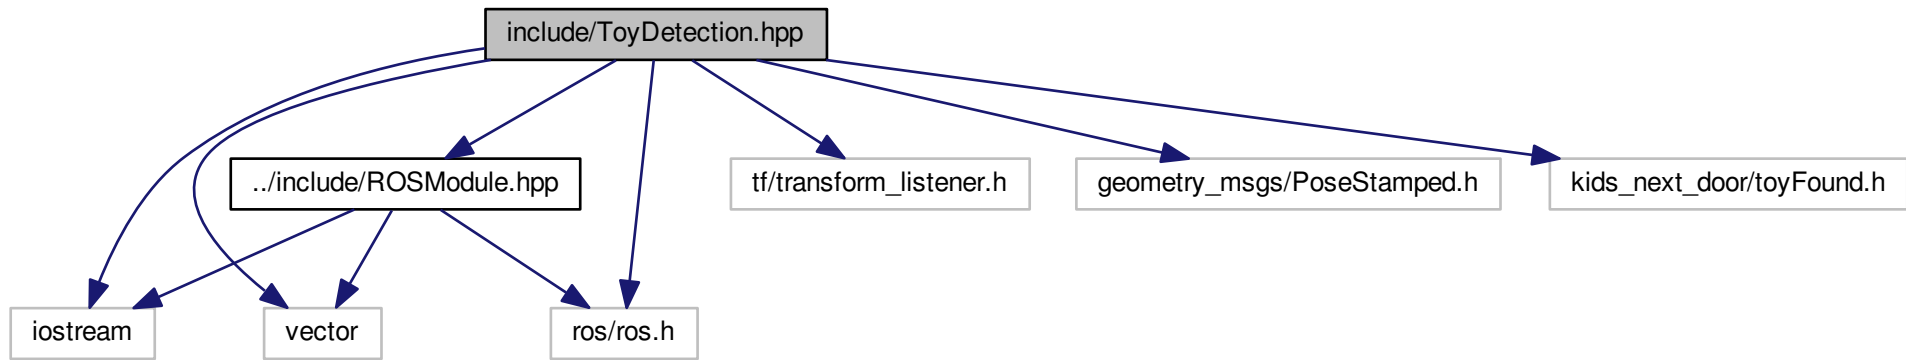 include/ToyDetection.hpp
../include/ROSModule.hpp
tf/transform_listener.h
geometry_msgs/PoseStamped.h
kids_next_door/toyFound.h
iostream
vector
ros/ros.h